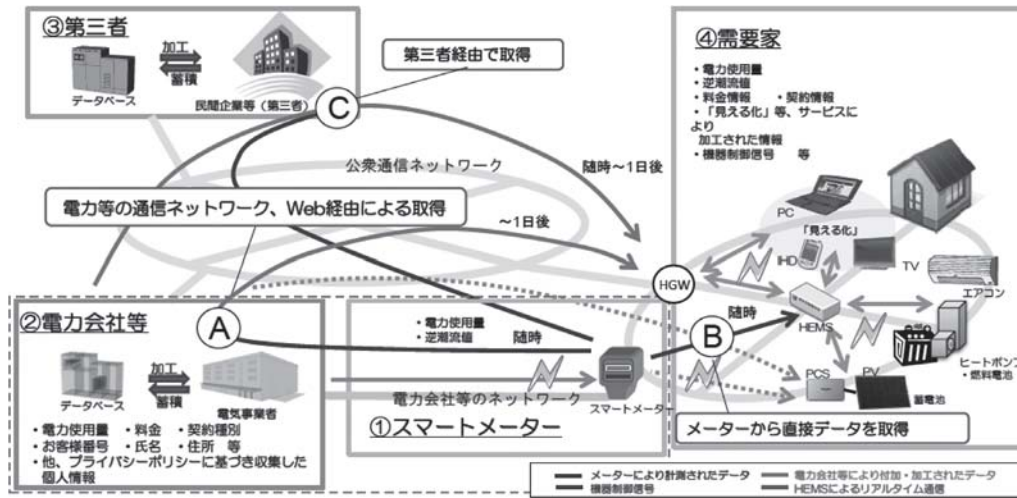 ③第三者
加工
蓄積
データベース
民間企業等（第三者）
第三者経由で取得
C
公衆通信ネットワーク
随時～1日後
電力等の通信ネットワーク、Web経由による取得
～1日後
④需要家
・電力使用量
・逆潮流値
・料金情報　・契約情報
・「見える化」等、サービスに
より
加工された情報
・機器制御信号　等
PC
「見える化」
IHD
TV
エアコン
HGW
HEMS
ヒートポンプ
・燃料電池
PCS
PV
蓄電池
②電力会社等
A
加工
蓄積
データベース
電気事業者
・電力使用量　・料金　・契約種別
・お客様番号　・氏名　・住所　等
・他、プライバシーポリシーに基づき収集した
個人情報
・電力使用量
・逆潮流値
随時
スマートメーター
電力会社等のネットワーク
①スマートメーター
随時
B
メーターから直接データを取得
メーターにより計測されたデータ
機器制御信号
電力会社等により付加・加工されたデータ
HEMSによるリアルタイム通信